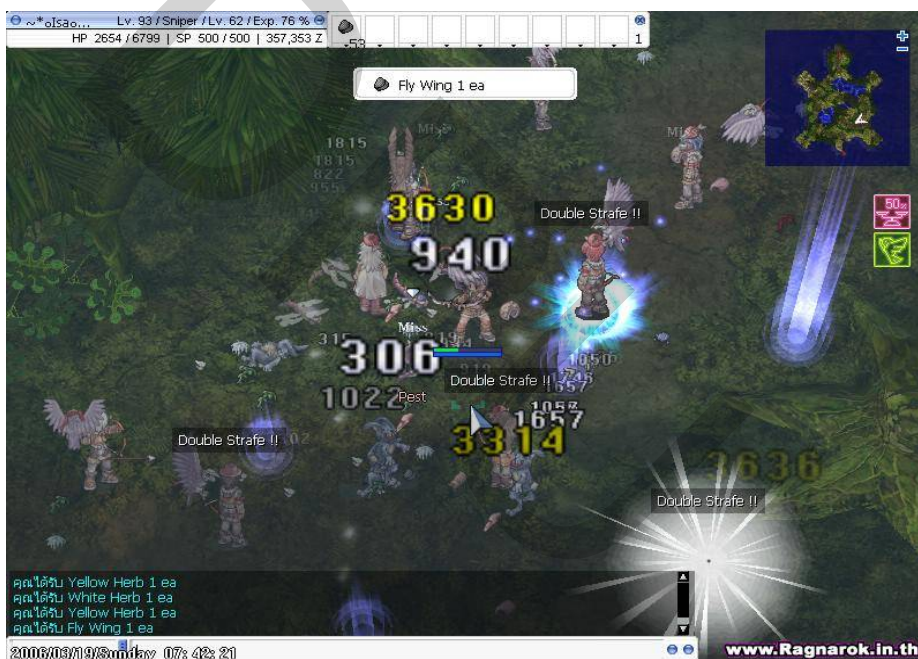 ~*oIsao... Lv. 93 / Sniper / Lv. 62 / Exp. 76 %
HP 2654 / 6799 | SP 500 / 500 | 357,353 Z
53
1
Fly Wing 1 ea
50%
Miss
Miss
1815
1815
822
955
3630
Double Strafe !!
940
Miss
315
306
1050
Double Strafe !!
1657
1022
Pest
1657
3314
Double Strafe !!
3636
Double Strafe !!
คุณได้รับ Yellow Herb 1 ea
คุณได้รับ White Herb 1 ea
คุณได้รับ Yellow Herb 1 ea
คุณได้รับ Fly Wing 1 ea
2006/03/19/Sunday 07:42:21
www.Ragnarok.in.th